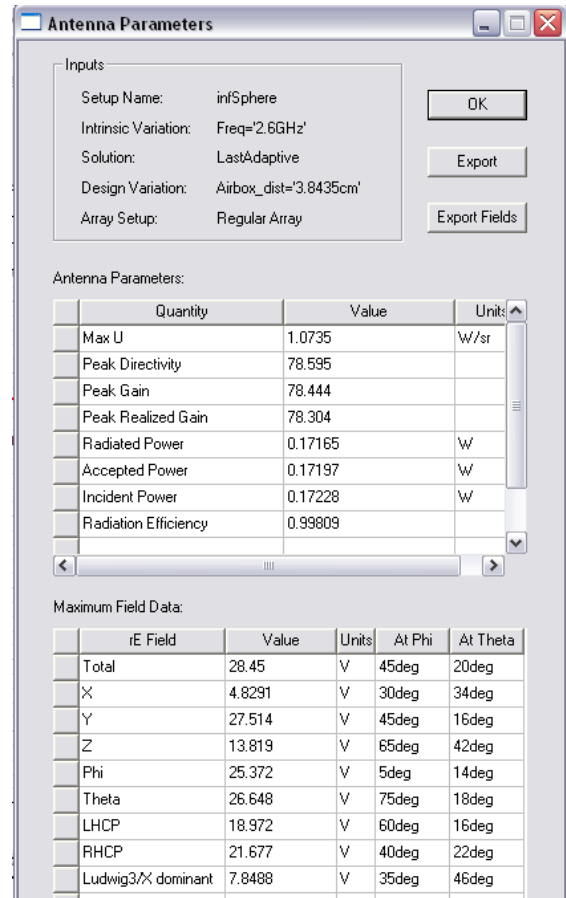 Antenna Parameters
Inputs
Setup Name: infSphere
Intrinsic Variation: Freq='2.6GHz'
Solution: LastAdaptive
Design Variation: Airbox_dist='3.8435cm'
Array Setup: Regular Array
OK
Export
Export Fields
Antenna Parameters:
Quantity Value Units
Max U 1.0735 W/sr
Peak Directivity 78.595
Peak Gain 78.444
Peak Realized Gain 78.304
Radiated Power 0.17165 W
Accepted Power 0.17197 W
Incident Power 0.17228 W
Radiation Efficiency 0.99809
Maximum Field Data:
rE Field Value Units At Phi At Theta
Total 28.45 V 45deg 20deg
X 4.8291 V 30deg 34deg
Y 27.514 V 45deg 16deg
Z 13.819 V 65deg 42deg
Phi 25.372 V 5deg 14deg
Theta 26.648 V 75deg 18deg
LHCP 18.972 V 60deg 16deg
RHCP 21.677 V 40deg 22deg
Ludwig3/X dominant 7.8488 V 35deg 46deg